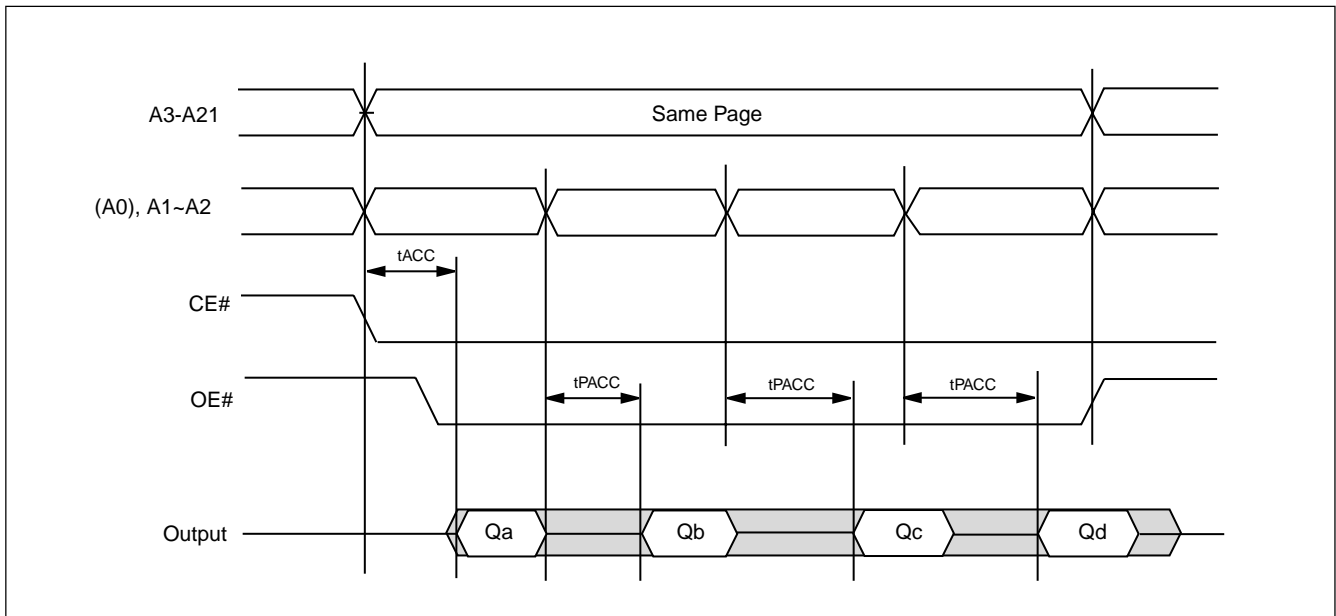 A3-A21
Same Page
(A0), A1~A2
tACC
CE#
tPACC
tPACC
tPACC
OE#
Output
Qa
Qb
Qc
Qd